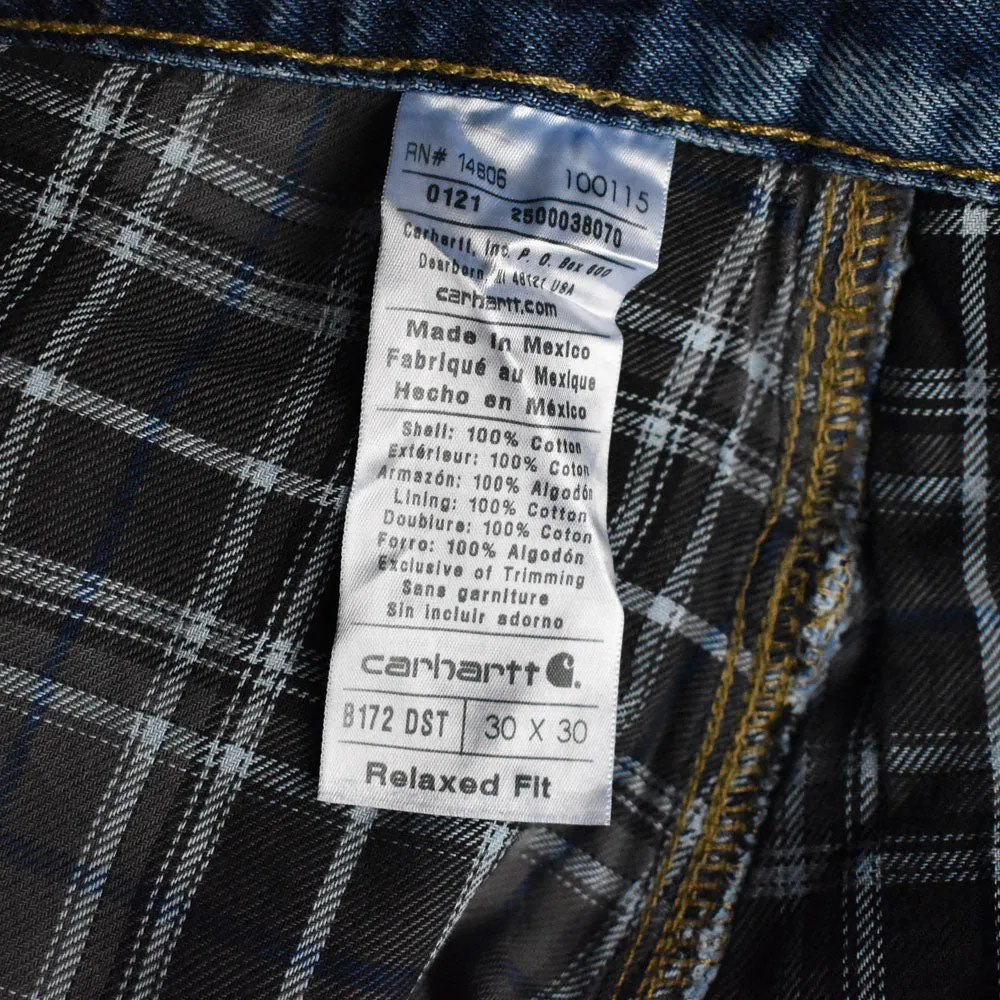 RN# 14806 100115
0121 2500038070
Carhartt, Inc. P. O. Box 600
Dearborn, MI 48121 USA
carhartt.com
Made in Mexico
Fabriqué au Mexique
Hecho en México
Shell: 100% Cotton
Extérieur: 100% Coton
Armazón: 100% Algodón
Lining: 100% Cotton
Doublure: 100% Coton
Forro: 100% Algodón
Exclusive of Trimming
Sans garniture
Sin incluir adorno
carhartt
B172 DST 30 X 30
Relaxed Fit